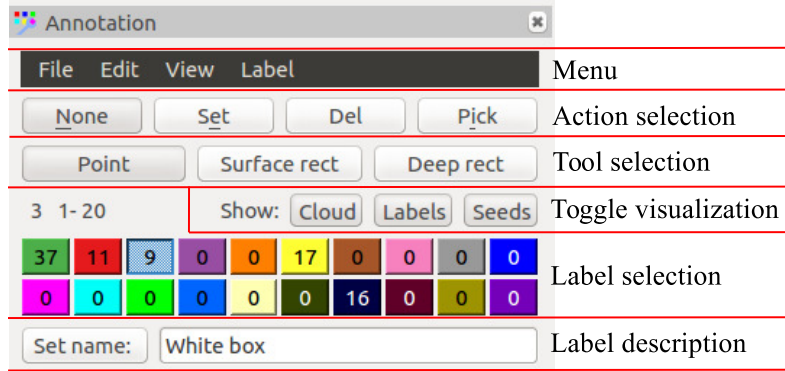 Annotation
File Edit View Label Menu
None Set Del Pick Action selection
Point Surface rect Deep rect Tool selection
3 1- 20 Show: Cloud Labels Seeds Toggle visualization
37 11 9 0 0 17 0 0 0 0
Label selection
0 0 0 0 0 0 16 0 0 0
Set name: White box Label description